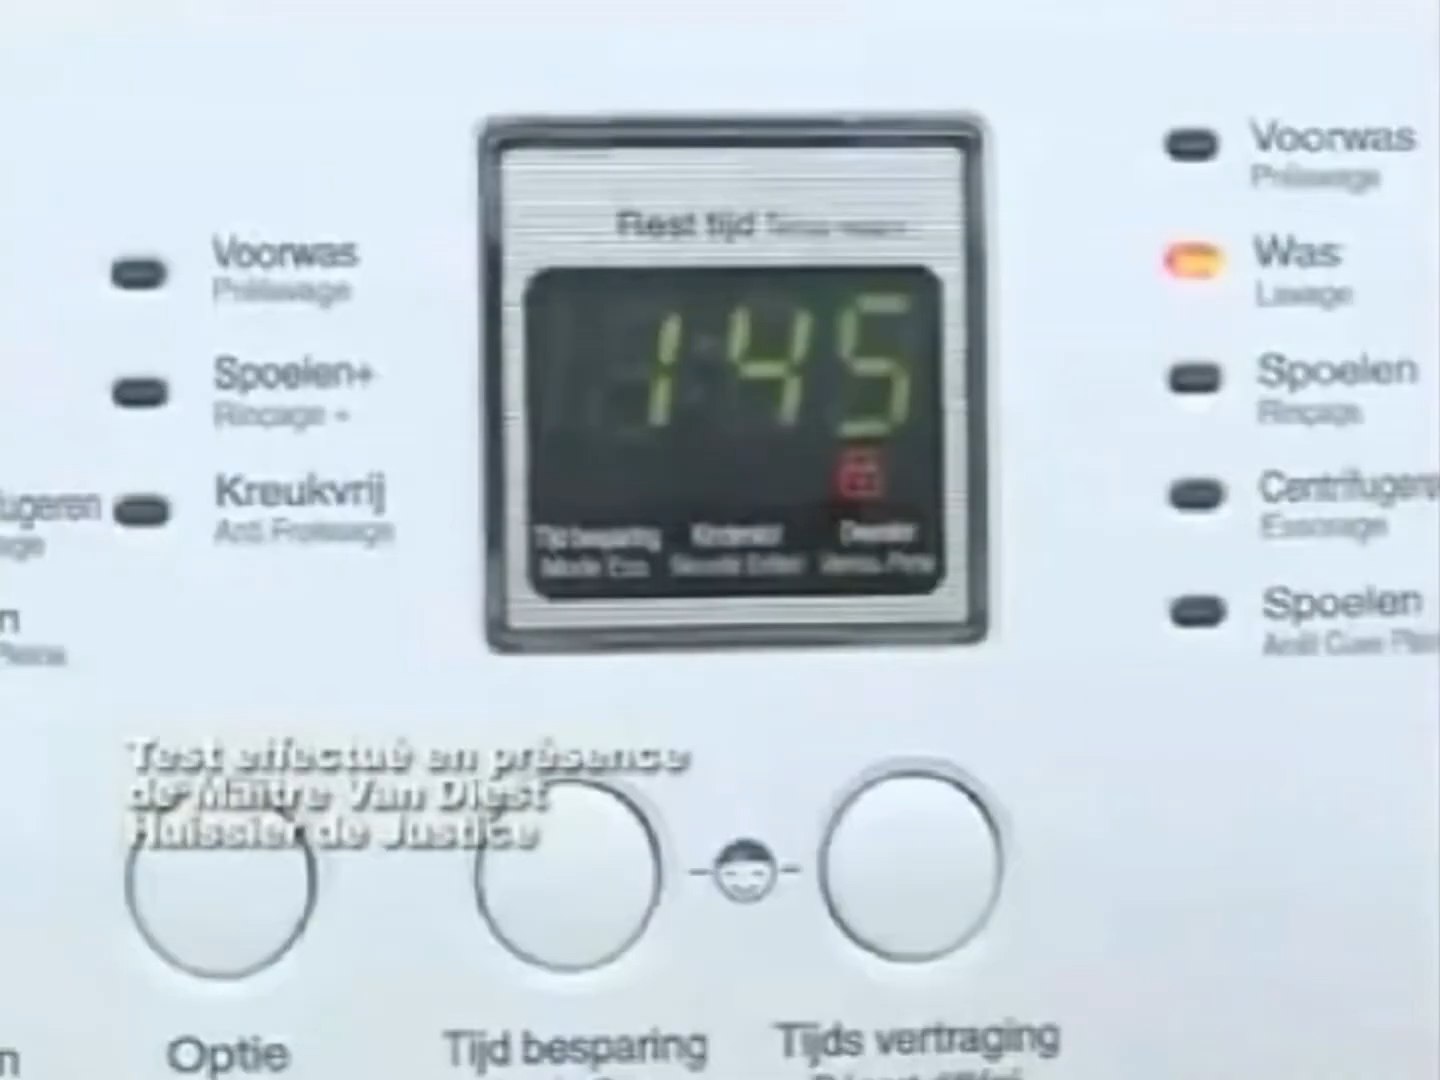 Rest tijd
Voorwas
Prélavage
Spoelen+
Rinçage +
Kreukvrij
Anti Froissage
1:45
Tijd besparing
Mode Eco
Voorwas
Prélavage
Was
Lavage
Spoelen
Rinçage
Essorage
Spoelen
Test effectué en présence
de Maître Van Diest
Huissier de Justice
Optie
Tijd besparing
Tijds vertraging